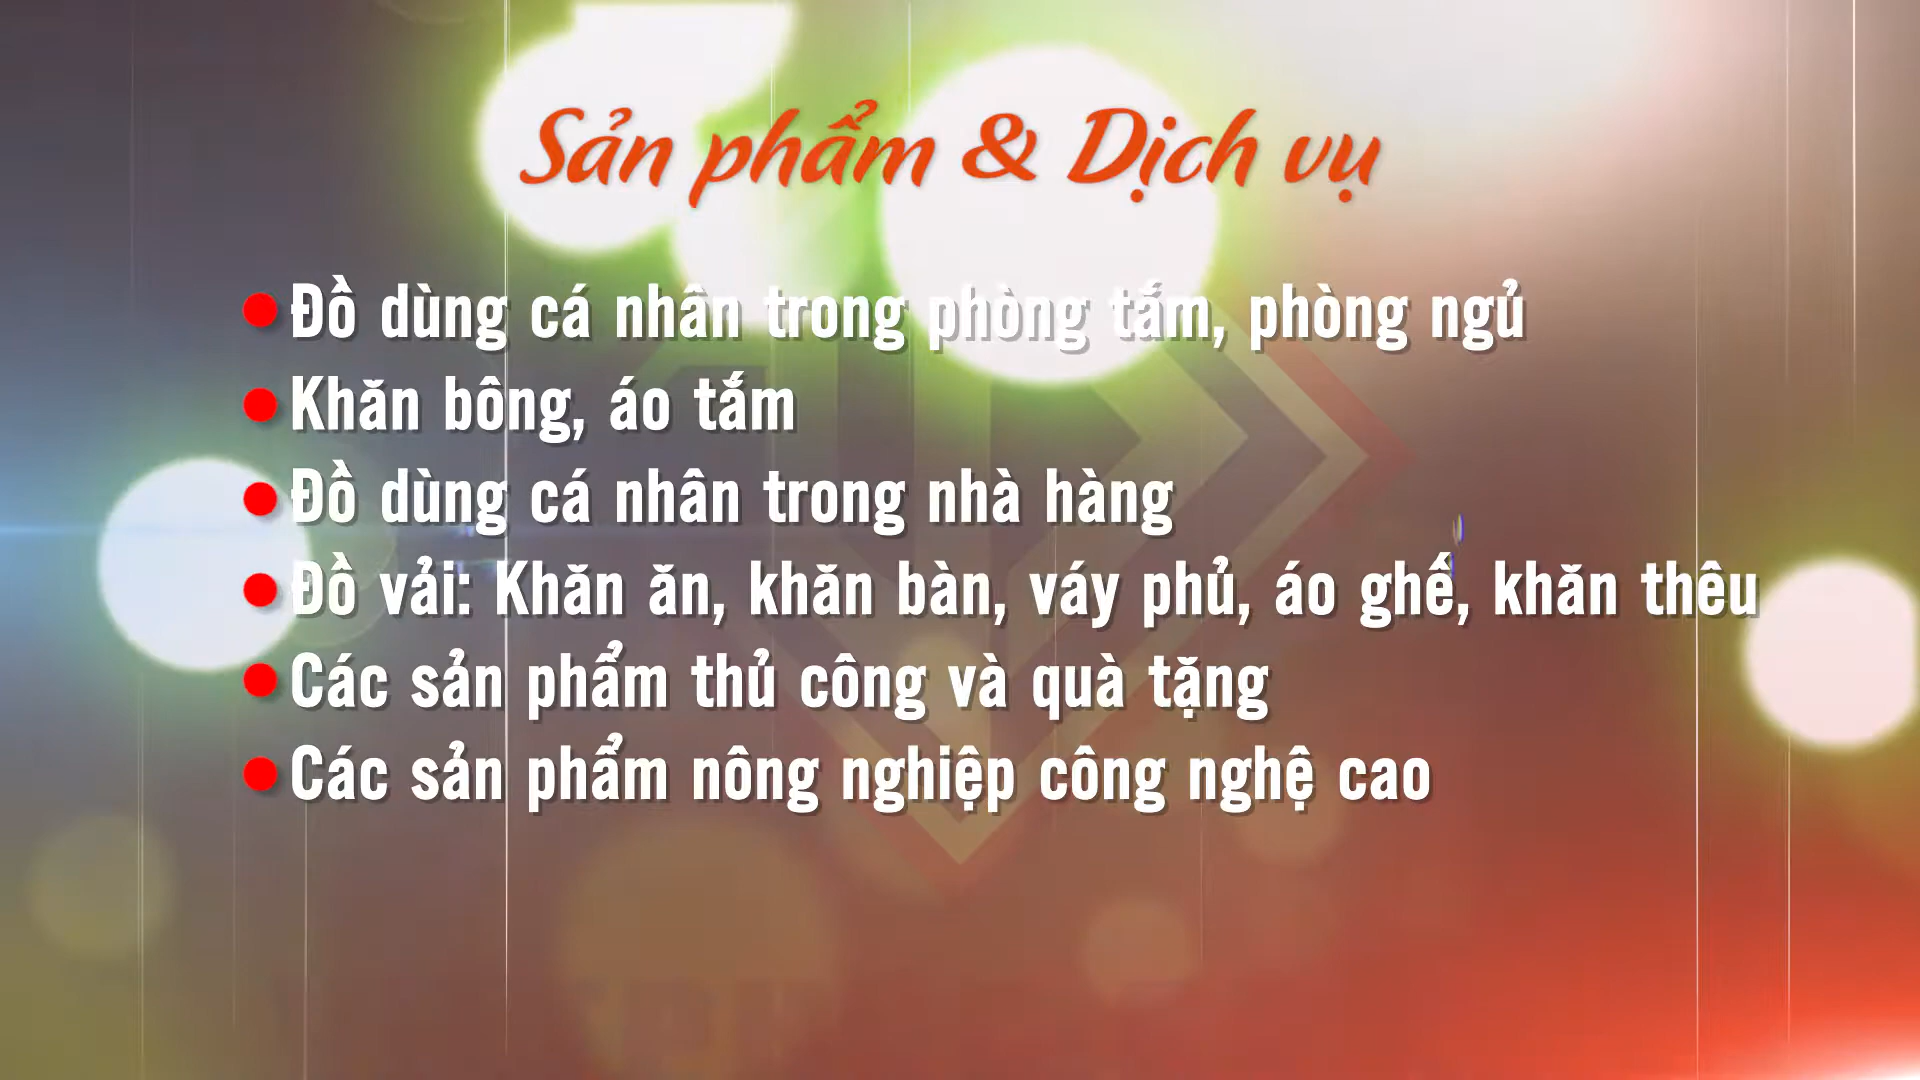 Sản phẩm & Dịch vụ
Đồ dùng cá nhân trong phòng tắm, phòng ngủ
Khăn bông, áo tắm
Đồ dùng cá nhân trong nhà hàng
Đồ vải: Khăn ăn, khăn bàn, váy phủ, áo ghế, khăn thêu
Các sản phẩm thủ công và quà tặng
Các sản phẩm nông nghiệp công nghệ cao